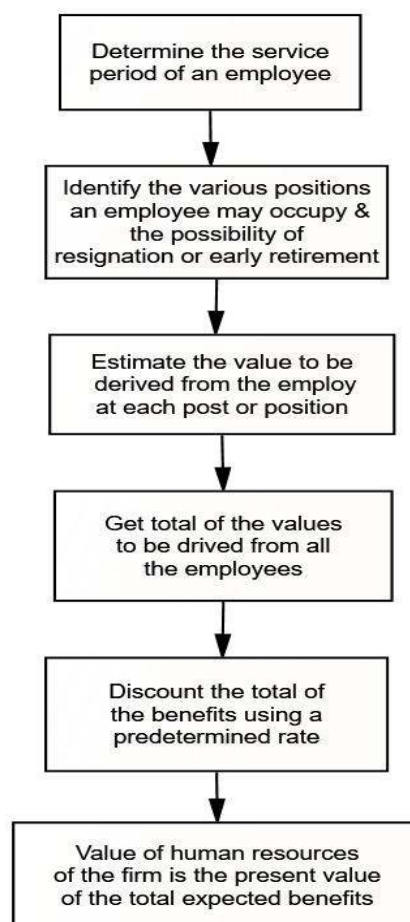 Determine the service
period of an employee
Identify the various positions
an employee may occupy &
the possibility of
resignation or early retirement
Estimate the value to be
derived from the employ
at each post or position
Get total of the values
to be drived from all
the employees
Discount the total of
the benefits using a
predetermined rate
Value of human resources
of the firm is the present value
of the total expected benefits